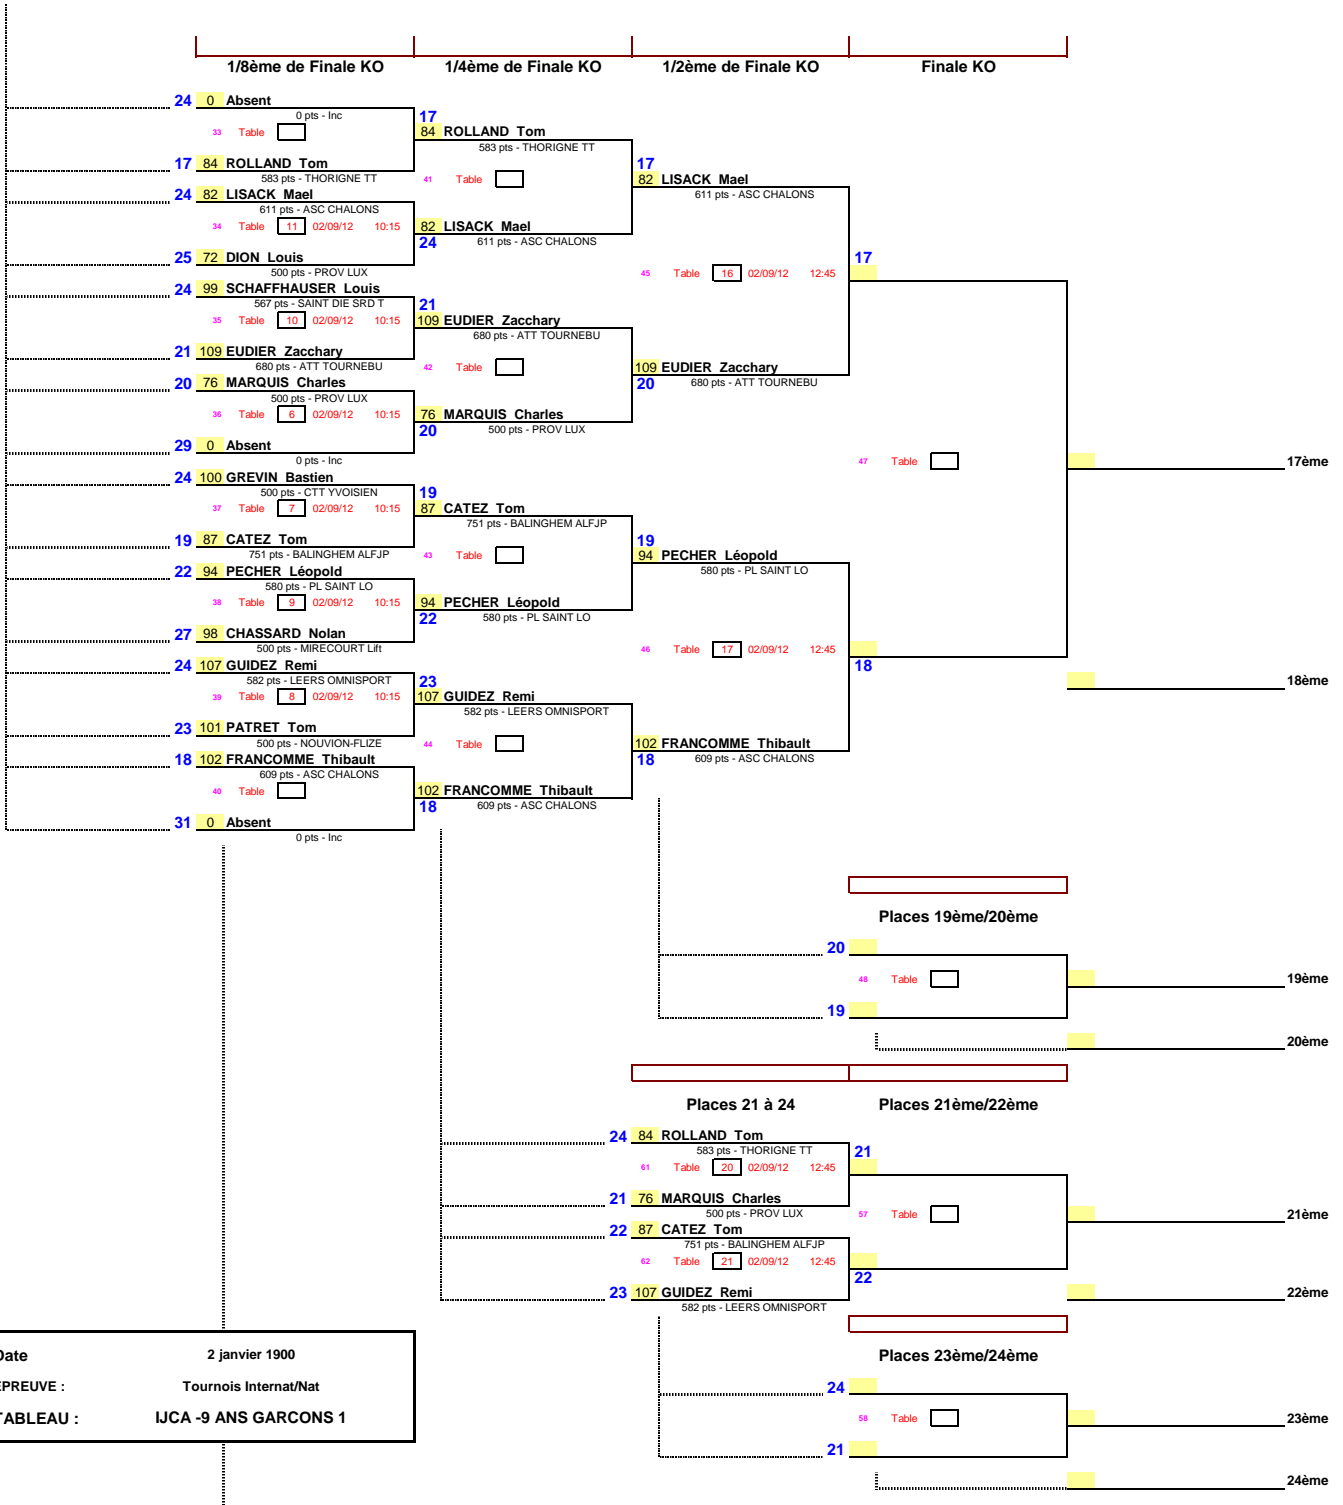 1/8ème de Finale KO 1/4ème de Finale KO 1/2ème de Finale KO Finale KO
24 0 Absent
0 pts - Inc
17
33 Table
84 ROLLAND Tom
583 pts - THORIGNE TT
17 84 ROLLAND Tom
583 pts - THORIGNE TT
17
41 Table
82 LISACK Mael
611 pts - ASC CHALONS
24 82 LISACK Mael
611 pts - ASC CHALONS
34 Table 11 02/09/12 10:15
82 LISACK Mael
24 611 pts - ASC CHALONS
25 72 DION Louis
500 pts - PROV LUX
17
45 Table 16 02/09/12 12:45
24 99 SCHAFFHAUSER Louis
567 pts - SAINT DIE SRD T
21
35 Table 10 02/09/12 10:15
109 EUDIER Zacchary
680 pts - ATT TOURNEBU
21 109 EUDIER Zacchary
680 pts - ATT TOURNEBU
42 Table
109 EUDIER Zacchary
20 680 pts - ATT TOURNEBU
20 76 MARQUIS Charles
500 pts - PROV LUX
36 Table 6 02/09/12 10:15
76 MARQUIS Charles
20 500 pts - PROV LUX
29 0 Absent
0 pts - Inc
47 Table
17ème
24 100 GREVIN Bastien
500 pts - CTT YVOISIEN
19
37 Table 7 02/09/12 10:15
87 CATEZ Tom
751 pts - BALINGHEM ALFJP
19 87 CATEZ Tom
751 pts - BALINGHEM ALFJP
19
43 Table
94 PECHER Léopold
580 pts - PL SAINT LO
22 94 PECHER Léopold
580 pts - PL SAINT LO
38 Table 9 02/09/12 10:15
94 PECHER Léopold
22 580 pts - PL SAINT LO
27 98 CHASSARD Nolan
500 pts - MIRECOURT Lift
46 Table 17 02/09/12 12:45
18
24 107 GUIDEZ Remi
582 pts - LEERS OMNISPORT
23
18ème
39 Table 8 02/09/12 10:15
107 GUIDEZ Remi
582 pts - LEERS OMNISPORT
23 101 PATRET Tom
500 pts - NOUVION-FLIZE
44 Table
102 FRANCOMME Thibault
18 609 pts - ASC CHALONS
18 102 FRANCOMME Thibault
609 pts - ASC CHALONS
40 Table
102 FRANCOMME Thibault
18 609 pts - ASC CHALONS
31 0 Absent
0 pts - Inc
Places 19ème/20ème
20
48 Table
19ème
19
20ème
Places 21 à 24 Places 21ème/22ème
24 84 ROLLAND Tom
583 pts - THORIGNE TT
21
61 Table 20 02/09/12 12:45
21 76 MARQUIS Charles
500 pts - PROV LUX
57 Table
21ème
22 87 CATEZ Tom
751 pts - BALINGHEM ALFJP
62 Table 21 02/09/12 12:45
22
23 107 GUIDEZ Remi
582 pts - LEERS OMNISPORT
22ème
Places 23ème/24ème
24
58 Table
23ème
21
24ème
Date 2 janvier 1900
EPREUVE : Tournois Internat/Nat
TABLEAU : IJCA -9 ANS GARCONS 1